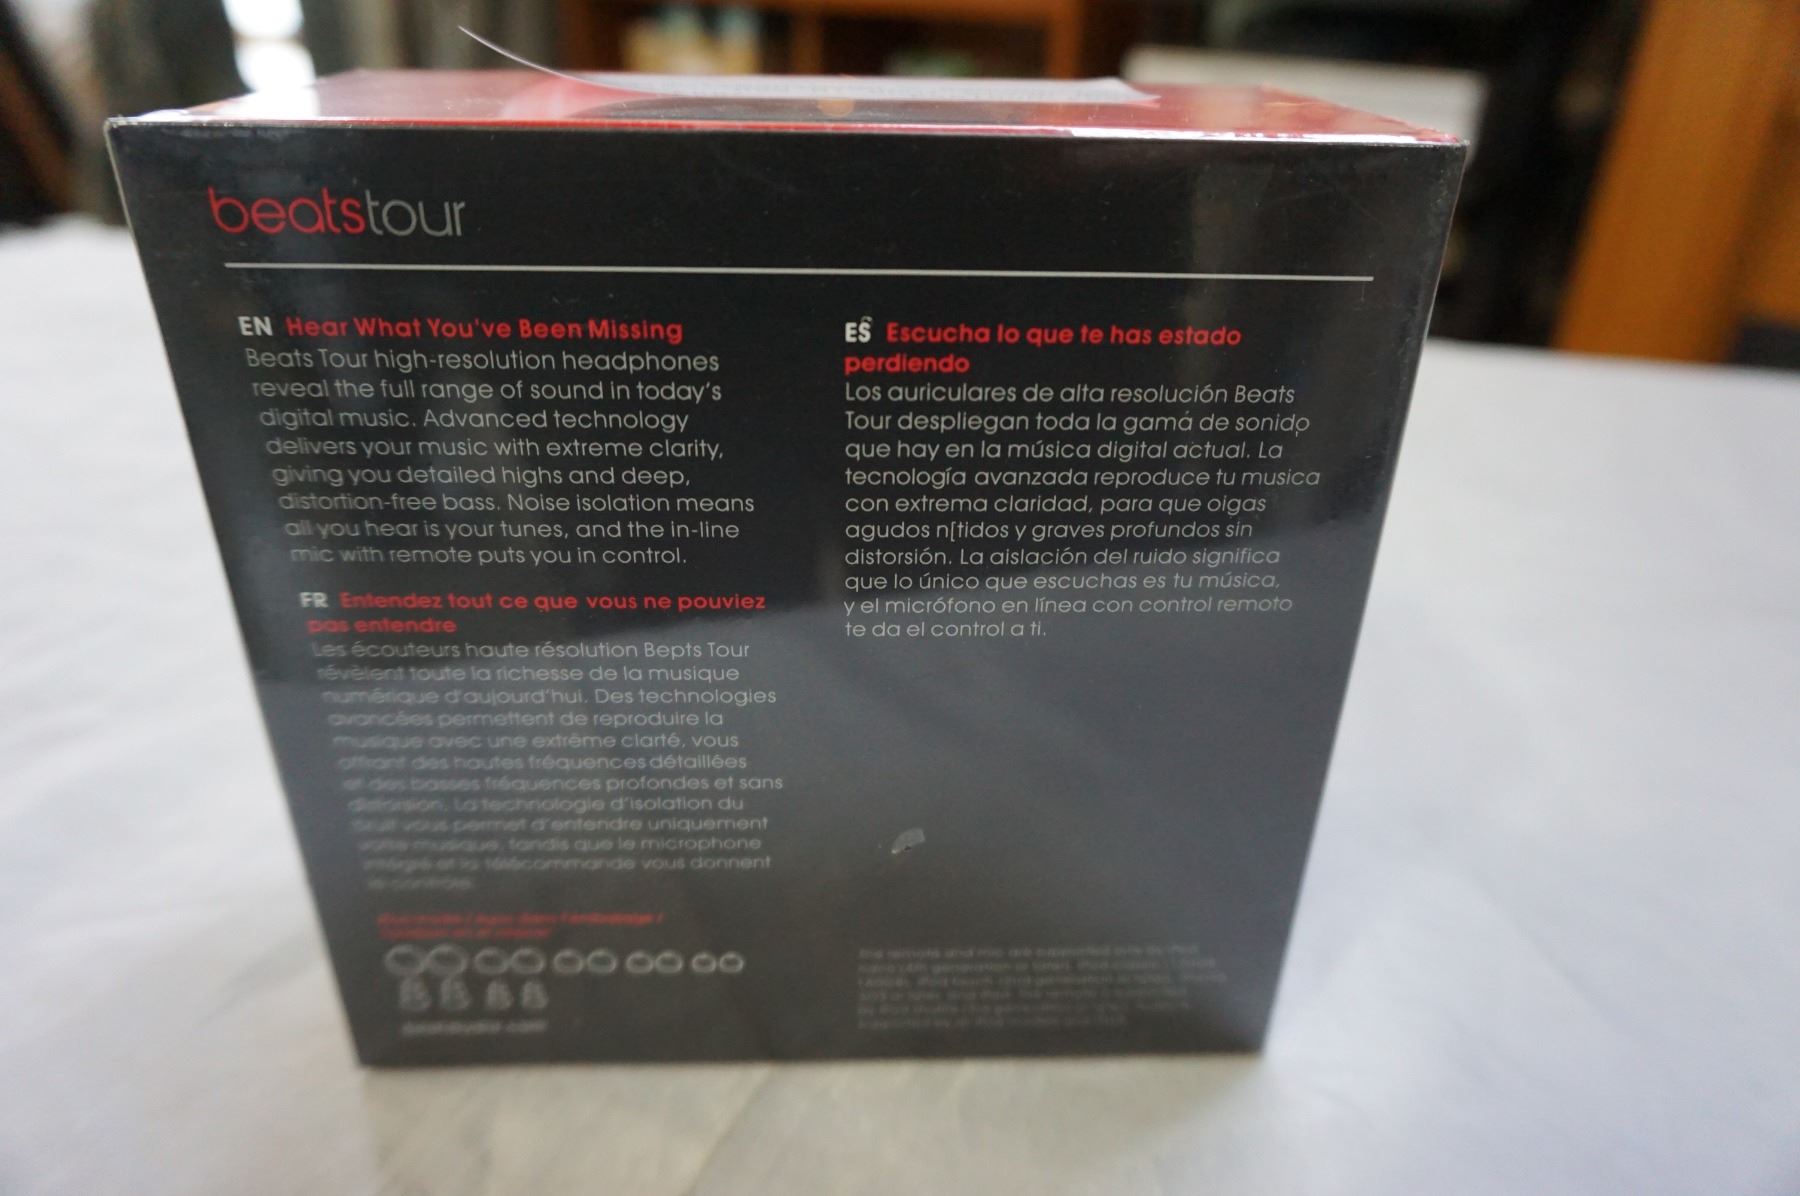 beatstour
EN Hear What You've Been Missing
Beats Tour high-resolution headphones
reveal the full range of sound in today's
digital music. Advanced technology
delivers your music with extreme clarity,
giving you detailed highs and deep,
distortion-free bass. Noise isolation means
all you hear is your tunes, and the in-line
mic with remote puts you in control.
FR Entendez tout ce que vous ne pouviez
pas entendre
Les écouteurs haute résolution Bepts Tour
révèlent toute la richesse de la musique
numérique d'aujourd'hui. Des technologies
avancées permettent de reproduire la
musique avec une extrême clarté, vous
offrant des hautes fréquences détaillées
et des basses fréquences profondes et sans
distorsion. La technologie d'isolation du
bruit vous permet d'entendre uniquement
votre musique, tandis que le microphone
intégré et la télécommande vous donnent
le contrôle.
ES Escucha lo que te has estado
perdiendo
Los auriculares de alta resolución Beats
Tour despliegan toda la gamá de sonido
que hay en la música digital actual. La
tecnología avanzada reproduce tu musica
con extrema claridad, para que oigas
agudos n[tidos y graves profundos sin
distorsión. La aislación del ruido significa
que lo único que escuchas es tu música,
y el micrófono en línea con control remoto
te da el control a ti.
The remote and mic are supported only by iPod